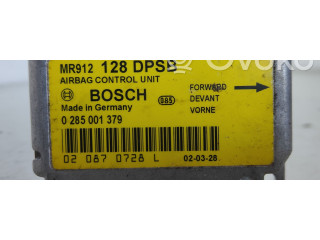 MR912 128 DPSB
AIRBAG CONTROL UNIT
BOSCH
585
Made in Germany
0 285 001 379
FORWARD
DEVANT
VORNE
02 087 0728 L
02-03-28